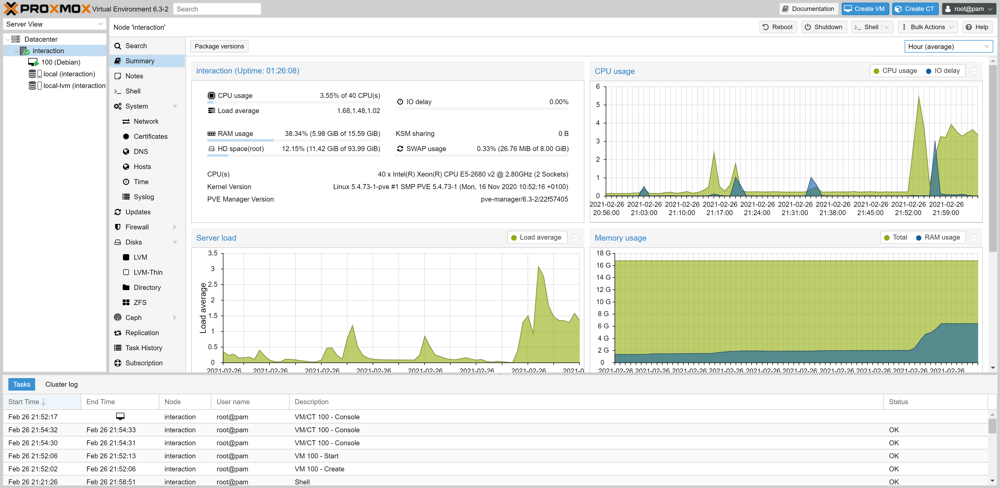 PROXMOX Virtual Environment 6.3-2 Search Documentation Create VM Create CT root@pam
Server View
Datacenter
interaction
100 (Debian)
local (interaction)
local-lvm (interaction
Node 'interaction' Reboot Shutdown Shell Bulk Actions Help
Search
Summary
Notes
Shell
System
Network
Certificates
DNS
Hosts
Time
Syslog
Updates
Firewall
Disks
LVM
LVM-Thin
Directory
ZFS
Ceph
Replication
Task History
Subscription
Package versions Hour (average)
interaction (Uptime: 01:26:08)
CPU usage 3.55% of 40 CPU(s)
IO delay 0.00%
Load average 1.68,1.48,1.02
RAM usage 38.34% (5.98 GiB of 15.59 GiB) KSM sharing 0 B
HD space(root) 12.15% (11.42 GiB of 93.99 GiB) SWAP usage 0.33% (26.76 MiB of 8.00 GiB)
CPU(s) 40 x Intel(R) Xeon(R) CPU E5-2680 v2 @ 2.80GHz (2 Sockets)
Kernel Version Linux 5.4.73-1-pve #1 SMP PVE 5.4.73-1 (Mon, 16 Nov 2020 10:52:16 +0100)
PVE Manager Version pve-manager/6.3-2/22f57405
CPU usage CPU usage IO delay
6
5
4
3
2
1
0
2021-02-26 2021-02-26 2021-02-26 2021-02-26 2021-02-26 2021-02-26 2021-02-26 2021-02-26 2021-02-26 2021-02-26
20:56:00 21:03:00 21:10:00 21:17:00 21:24:00 21:31:00 21:38:00 21:45:00 21:52:00 21:59:00
Server load Load average
Load average
3.5
3
2.5
2
1.5
1
0.5
0
2021-02-26 2021-02-26 2021-02-26 2021-02-26 2021-02-26 2021-02-26 2021-02-26 2021-0
Memory usage Total RAM usage
18 G
16 G
14 G
12 G
10 G
8 G
6 G
4 G
2 G
0
2021-02-26 2021-02-26 2021-02-26 2021-02-26 2021-02-26 2021-02-26 2021-02-26 2021-02-26 2021-02-26 2021-02-26
Tasks Cluster log
Start Time End Time Node User name Description Status
Feb 26 21:52:17 interaction root@pam VM/CT 100 - Console
Feb 26 21:54:32 Feb 26 21:54:33 interaction root@pam VM/CT 100 - Console OK
Feb 26 21:54:30 Feb 26 21:54:31 interaction root@pam VM/CT 100 - Console OK
Feb 26 21:52:06 Feb 26 21:52:13 interaction root@pam VM 100 - Start OK
Feb 26 21:52:02 Feb 26 21:52:06 interaction root@pam VM 100 - Create OK
Feb 26 21:21:26 Feb 26 21:58:51 interaction root@pam Shell OK